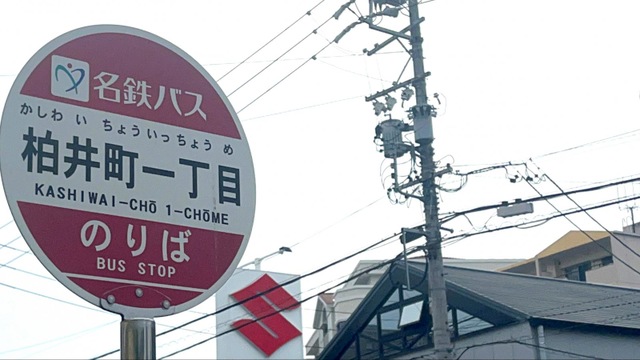 名鉄バス
かしわ い ちょういっちょう め
柏井町一丁目
KASHIWAI-CHŌ 1-CHŌME
のりば
BUS STOP